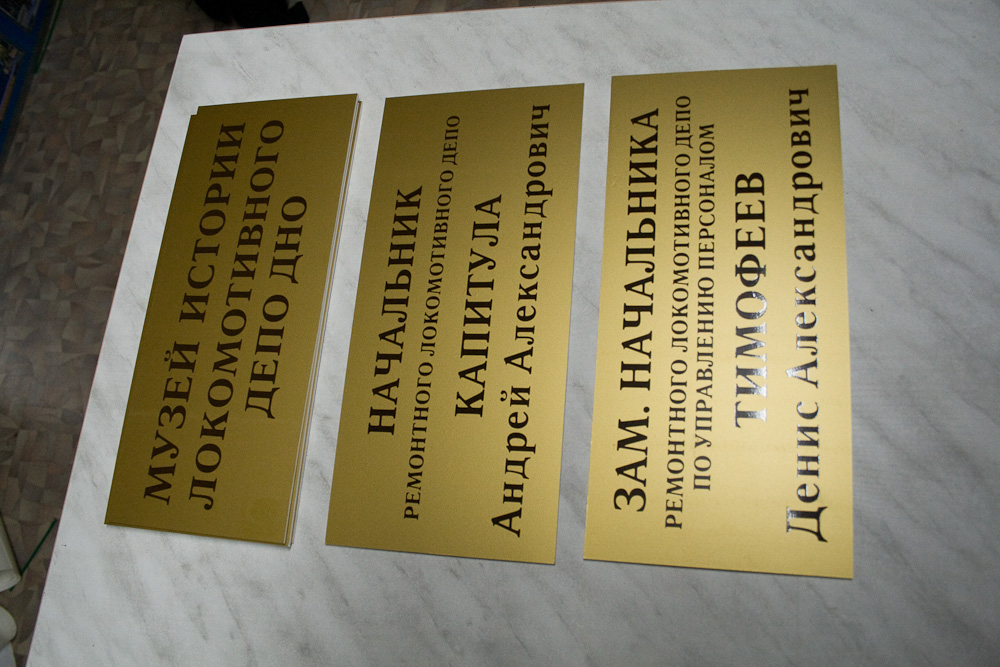 МУЗЕЙ ИСТОРИИ
ЛОКОМОТИВНОГО
ДЕПО ДНО
НАЧАЛЬНИК
РЕМОНТНОГО ЛОКОМОТИВНОГО ДЕПО
КАПИТУЛА
Андрей Александрович
ЗАМ. НАЧАЛЬНИКА
РЕМОНТНОГО ЛОКОМОТИВНОГО ДЕПО
ПО УПРАВЛЕНИЮ ПЕРСОНАЛОМ
ТИМОФЕЕВ
Денис Александрович